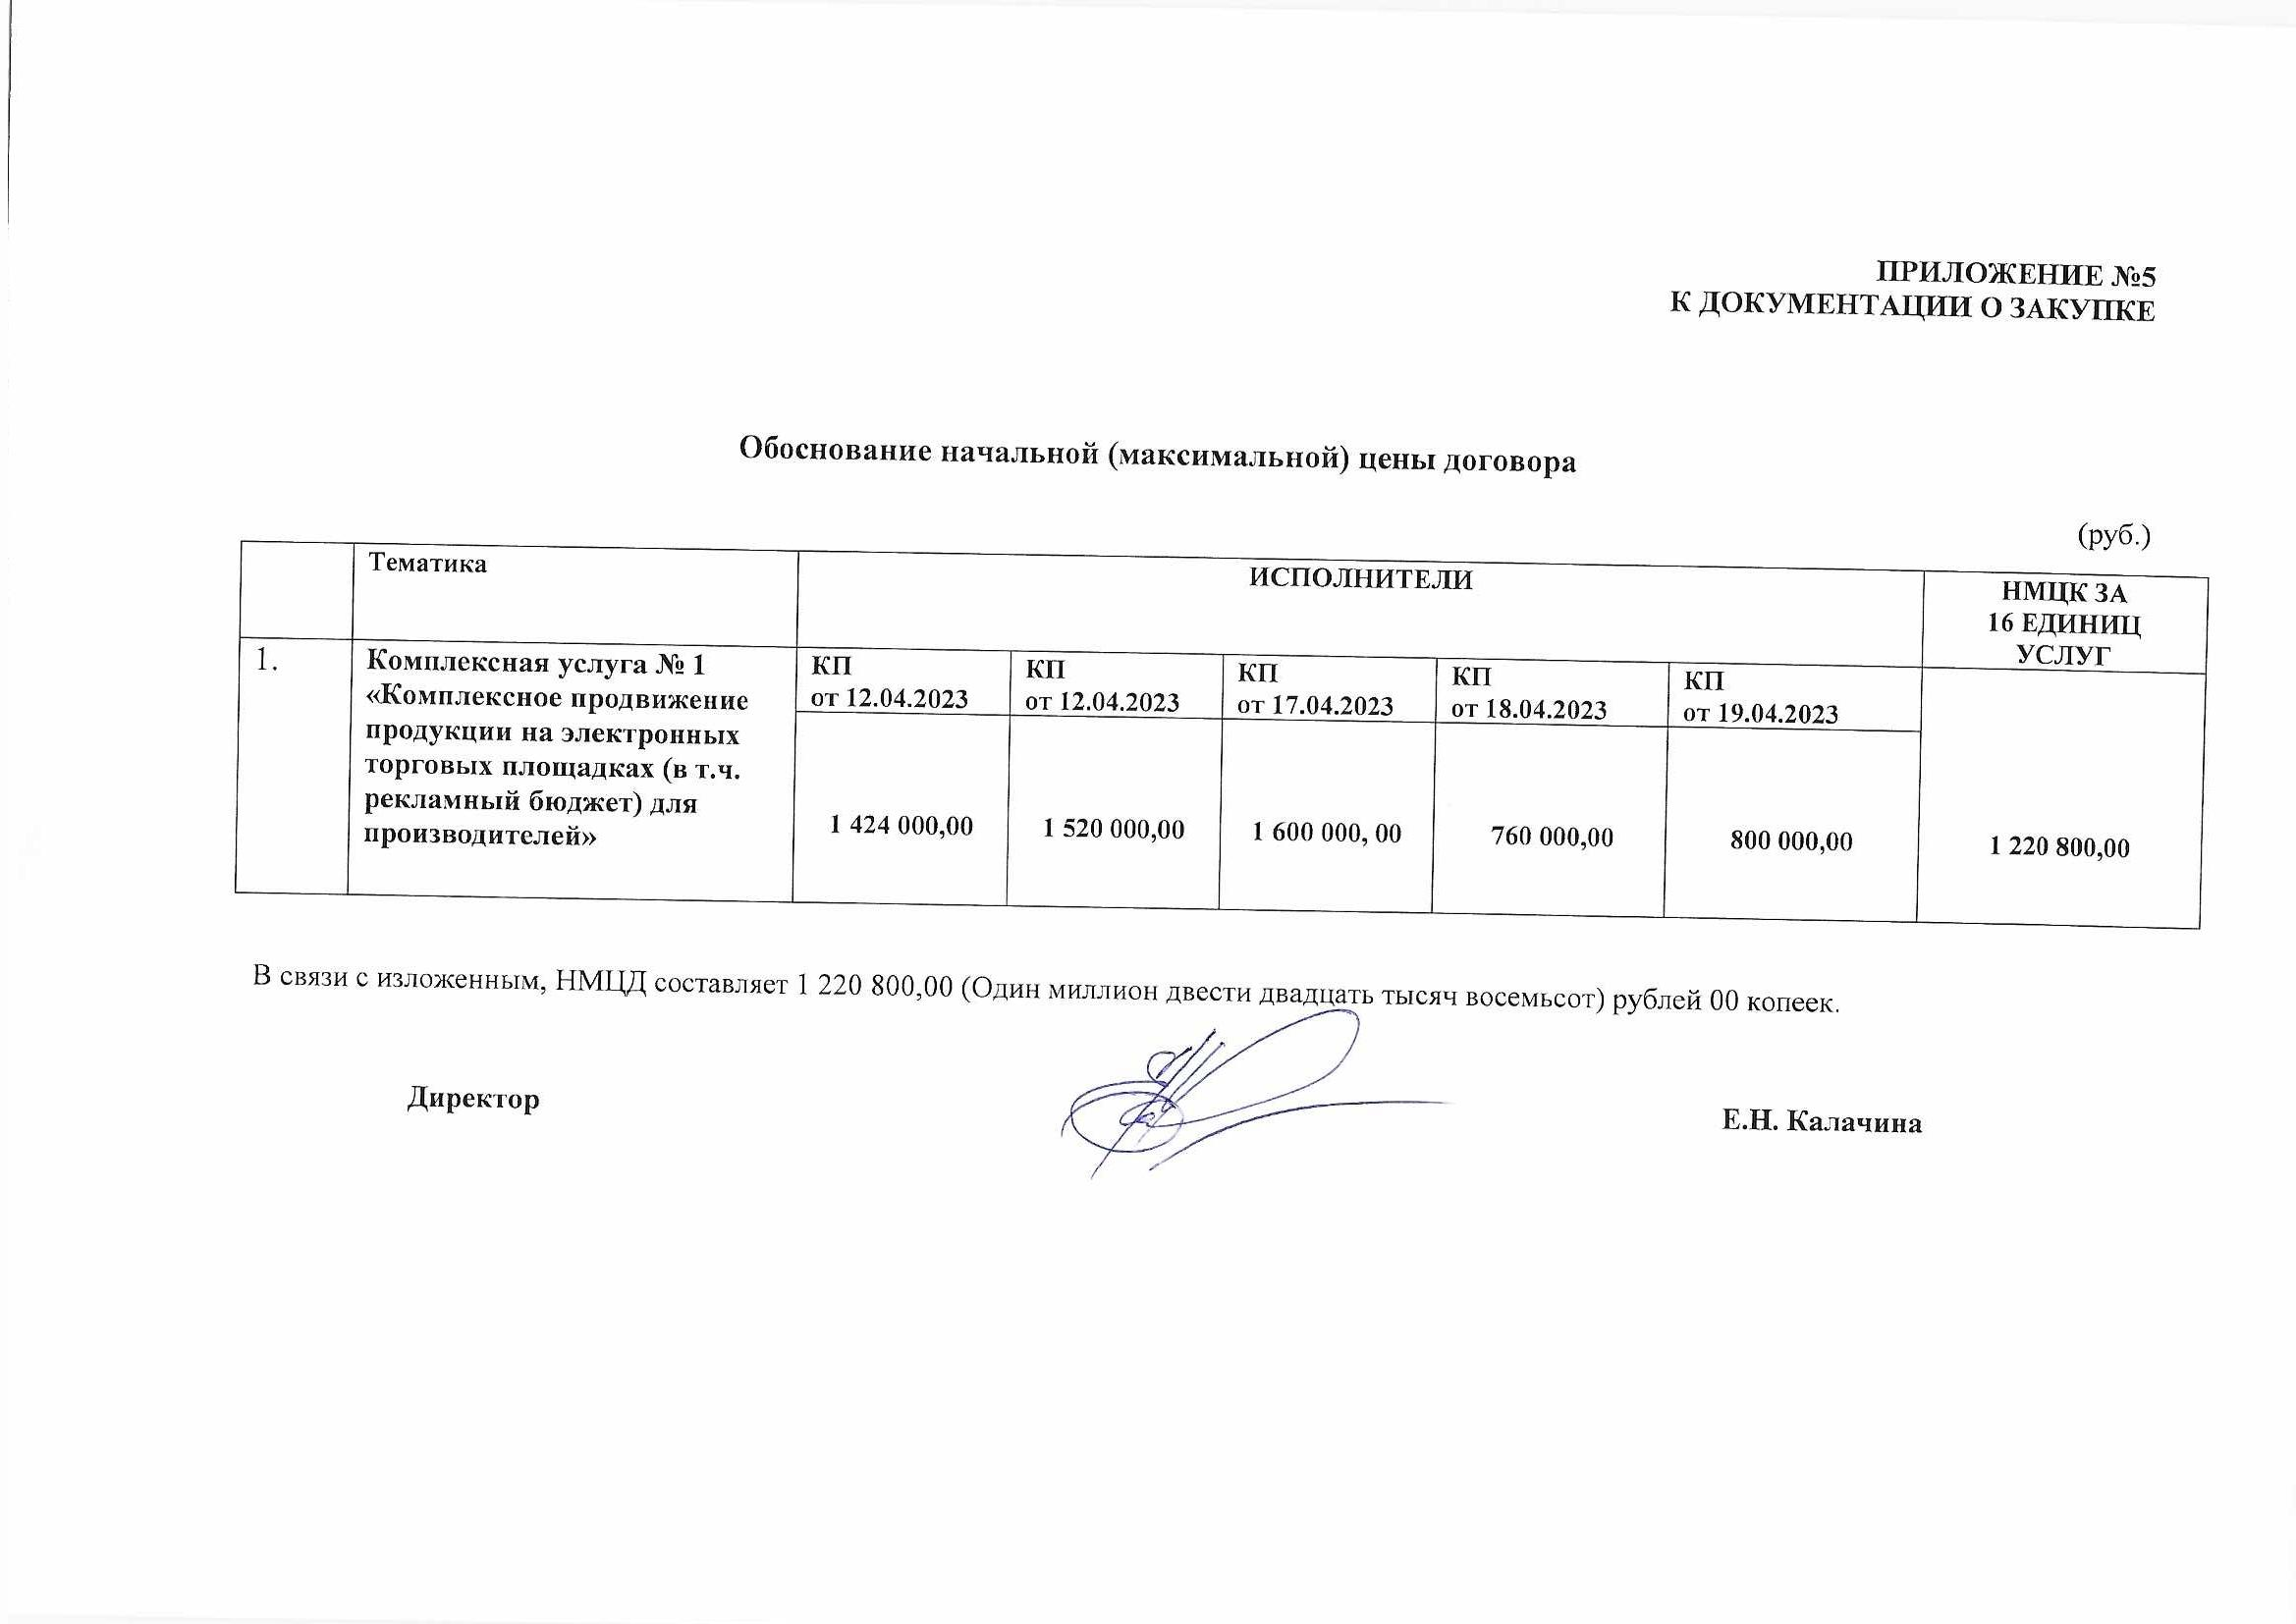 ПРИЛОЖЕНИЕ №5
К ДОКУМЕНТАЦИИ О ЗАКУПКЕ
Обоснование начальной (максимальной) цены договора
(руб.)
Тематика
ИСПОЛНИТЕЛИ
НМЦК ЗА
16 ЕДИНИЦ
УСЛУГ
1.
Комплексная услуга № 1
«Комплексное продвижение
продукции на электронных
торговых площадках (в т.ч.
рекламный бюджет) для
производителей»
КП
от 12.04.2023
КП
от 12.04.2023
КП
от 17.04.2023
КП
от 18.04.2023
КП
от 19.04.2023
1 424 000,00
1 520 000,00
1 600 000, 00
760 000,00
800 000,00
1 220 800,00
В связи с изложенным, НМЦД составляет 1 220 800,00 (Один миллион двести двадцать тысяч восемьсот) рублей 00 копеек.
Директор
Е.Н. Калачина